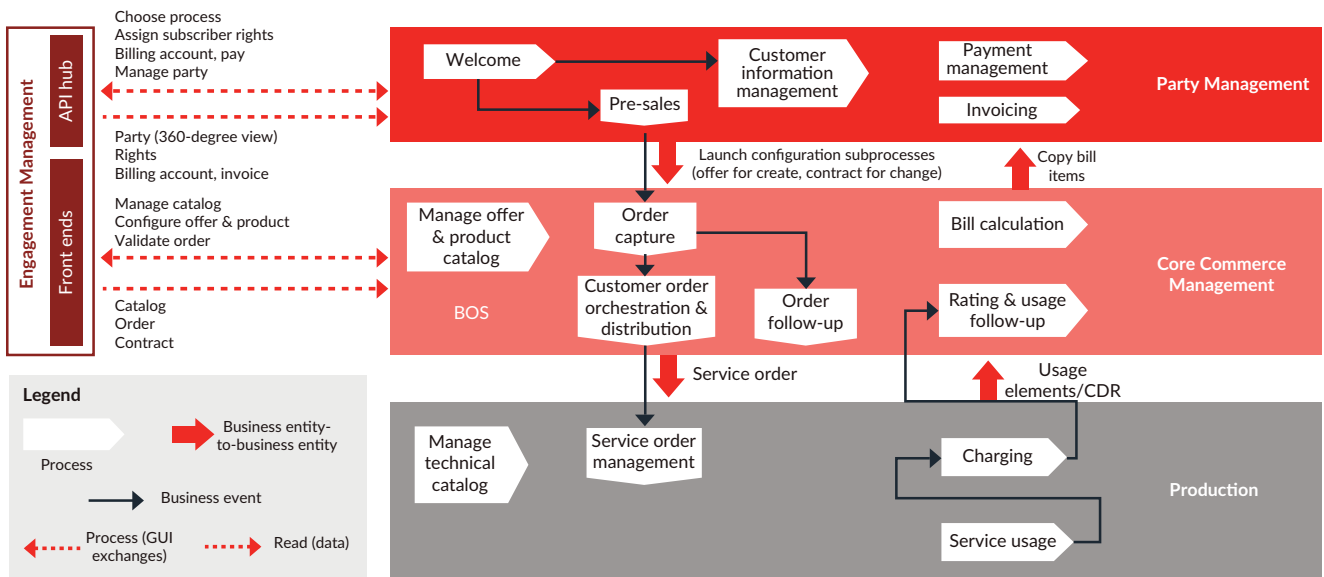 Engagement Management
API hub
Front ends
Choose process
Assign subscriber rights
Billing account, pay
Manage party
Party (360-degree view)
Rights
Billing account, invoice
Manage catalog
Configure offer & product
Validate order
Catalog
Order
Contract
Welcome
Pre-sales
Customer
information
management
Payment
management
Invoicing
Party Management
Launch configuration subprocesses
(offer for create, contract for change)
Copy bill
items
Manage offer
& product
catalog
BOS
Order
capture
Customer order
orchestration &
distribution
Order
follow-up
Bill calculation
Rating & usage
follow-up
Core Commerce
Management
Service order
Usage
elements/CDR
Manage
technical
catalog
Service order
management
Charging
Service usage
Production
Legend
Process
Business entity-
to-business entity
Business event
Process (GUI
exchanges)
Read (data)